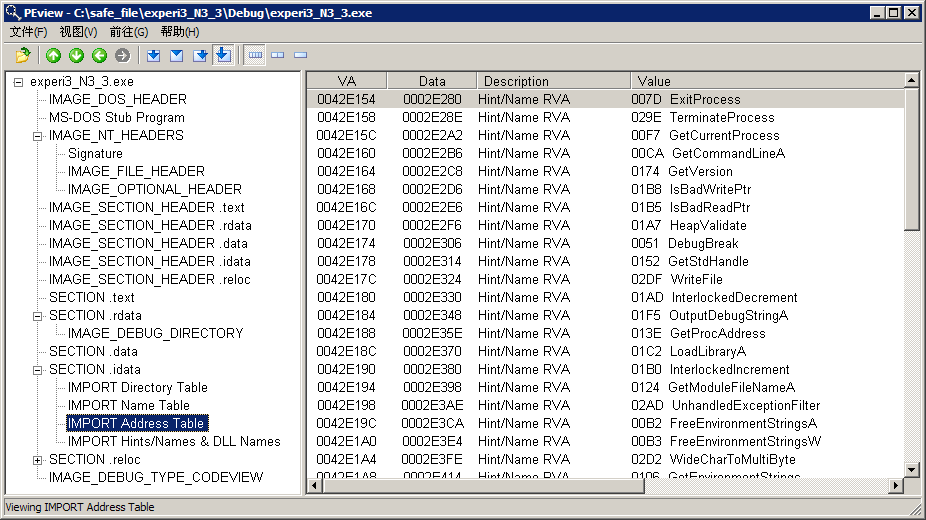 PEview - C:\safe_file\experi3_N3_3\Debug\experi3_N3_3.exe
文件(F) 视图(V) 前往(G) 帮助(H)
experi3_N3_3.exe
IMAGE_DOS_HEADER
MS-DOS Stub Program
IMAGE_NT_HEADERS
Signature
IMAGE_FILE_HEADER
IMAGE_OPTIONAL_HEADER
IMAGE_SECTION_HEADER .text
IMAGE_SECTION_HEADER .rdata
IMAGE_SECTION_HEADER .data
IMAGE_SECTION_HEADER .idata
IMAGE_SECTION_HEADER .reloc
SECTION .text
SECTION .rdata
IMAGE_DEBUG_DIRECTORY
SECTION .data
SECTION .idata
IMPORT Directory Table
IMPORT Name Table
IMPORT Address Table
IMPORT Hints/Names & DLL Names
SECTION .reloc
IMAGE_DEBUG_TYPE_CODEVIEW
VA Data Description Value
0042E154 0002E280 Hint/Name RVA 007D ExitProcess
0042E158 0002E28E Hint/Name RVA 029E TerminateProcess
0042E15C 0002E2A2 Hint/Name RVA 00F7 GetCurrentProcess
0042E160 0002E2B6 Hint/Name RVA 00CA GetCommandLineA
0042E164 0002E2C8 Hint/Name RVA 0174 GetVersion
0042E168 0002E2D6 Hint/Name RVA 01B8 IsBadWritePtr
0042E16C 0002E2E6 Hint/Name RVA 01B5 IsBadReadPtr
0042E170 0002E2F6 Hint/Name RVA 01A7 HeapValidate
0042E174 0002E306 Hint/Name RVA 0051 DebugBreak
0042E178 0002E314 Hint/Name RVA 0152 GetStdHandle
0042E17C 0002E324 Hint/Name RVA 02DF WriteFile
0042E180 0002E330 Hint/Name RVA 01AD InterlockedDecrement
0042E184 0002E348 Hint/Name RVA 01F5 OutputDebugStringA
0042E188 0002E35E Hint/Name RVA 013E GetProcAddress
0042E18C 0002E370 Hint/Name RVA 01C2 LoadLibraryA
0042E190 0002E380 Hint/Name RVA 01B0 InterlockedIncrement
0042E194 0002E398 Hint/Name RVA 0124 GetModuleFileNameA
0042E198 0002E3AE Hint/Name RVA 02AD UnhandledExceptionFilter
0042E19C 0002E3CA Hint/Name RVA 00B2 FreeEnvironmentStringsA
0042E1A0 0002E3E4 Hint/Name RVA 00B3 FreeEnvironmentStringsW
0042E1A4 0002E3FE Hint/Name RVA 02D2 WideCharToMultiByte
0042E1A8 0002E414 Hint/Name RVA 0106 GetEnvironmentStrings
Viewing IMPORT Address Table